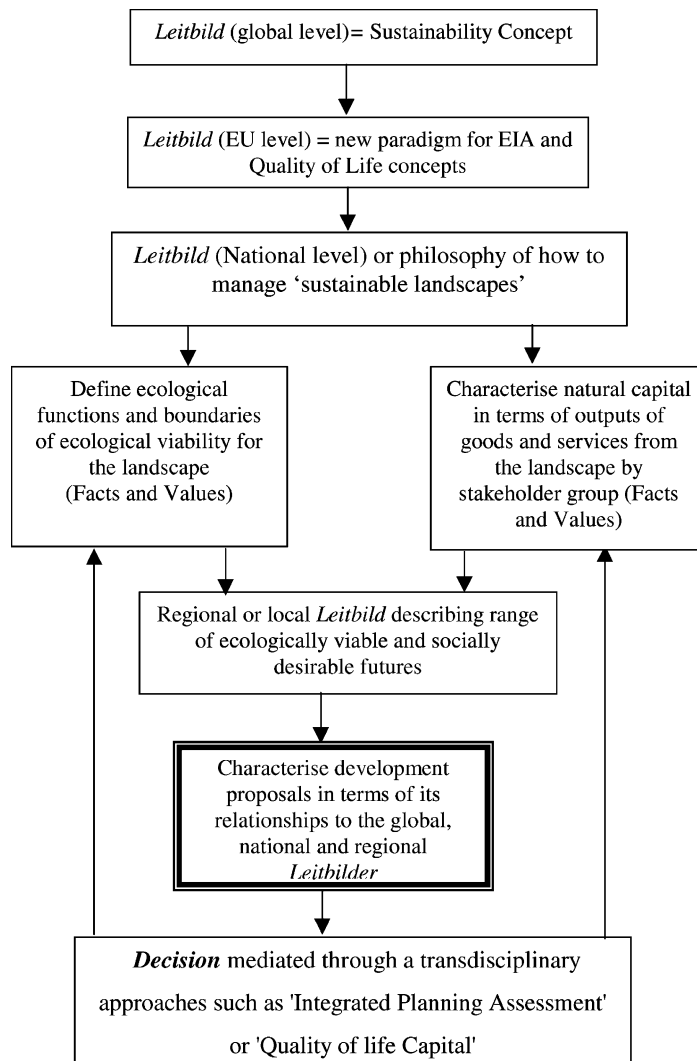 Leitbild (global level)= Sustainability Concept
Leitbild (EU level) = new paradigm for EIA and
Quality of Life concepts
Leitbild (National level) or philosophy of how to
manage ‘sustainable landscapes’
Define ecological
functions and boundaries
of ecological viability for
the landscape
(Facts and Values)
Characterise natural capital
in terms of outputs of
goods and services from
the landscape by
stakeholder group (Facts
and Values)
Regional or local Leitbild describing range
of ecologically viable and socially
desirable futures
Characterise development
proposals in terms of its
relationships to the global,
national and regional
Leitbilder
Decision mediated through a transdisciplinary
approaches such as 'Integrated Planning Assessment'
or 'Quality of life Capital'